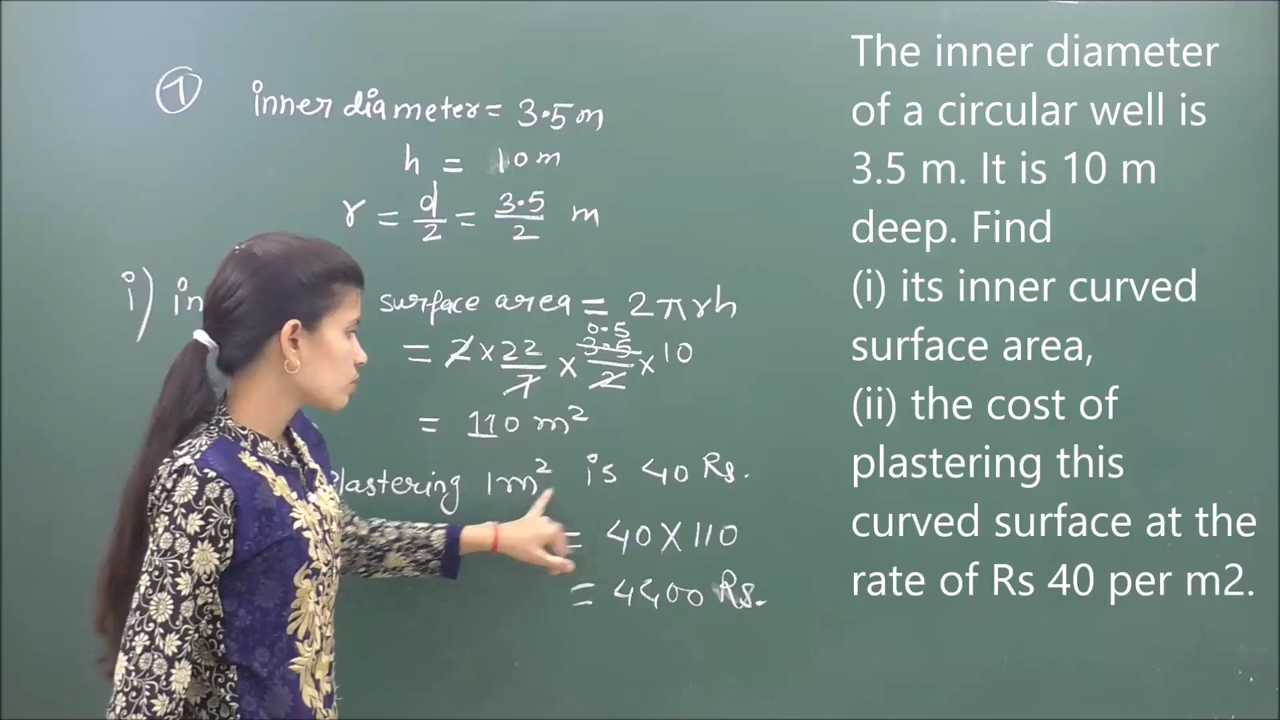 ① inner diameter = 3.5 m
h = 10 m
r = d/2 = 3.5/2 m
i) in surface area = 2πrh
= 2 × 22/7 × 3.5/2 × 10
0.5
= 110 m²
Plastering 1m² is 40 Rs.
= 40 X 110
= 4400 Rs.
The inner diameter
of a circular well is
3.5 m. It is 10 m
deep. Find
(i) its inner curved
surface area,
(ii) the cost of
plastering this
curved surface at the
rate of Rs 40 per m2.